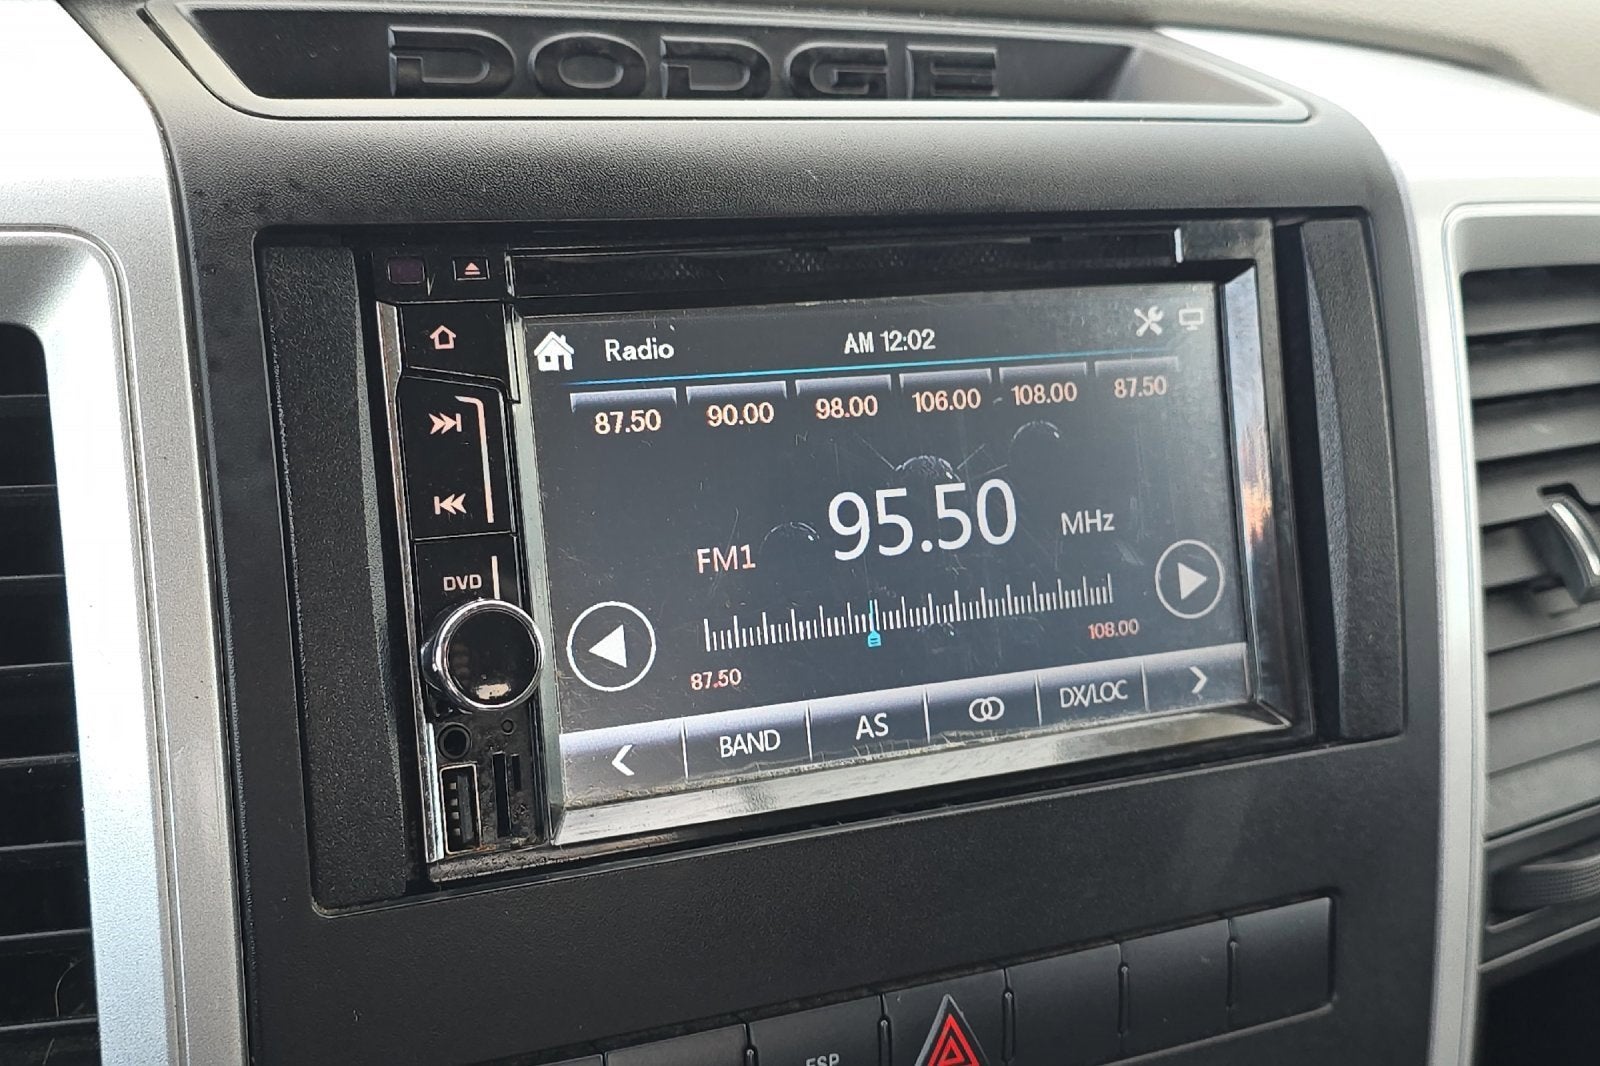 DODGE
Radio AM 12:02
87.50 90.00 98.00 106.00 108.00 87.50
FM1 95.50 MHz
DVD
87.50 108.00
BAND AS DX/LOC
ESP